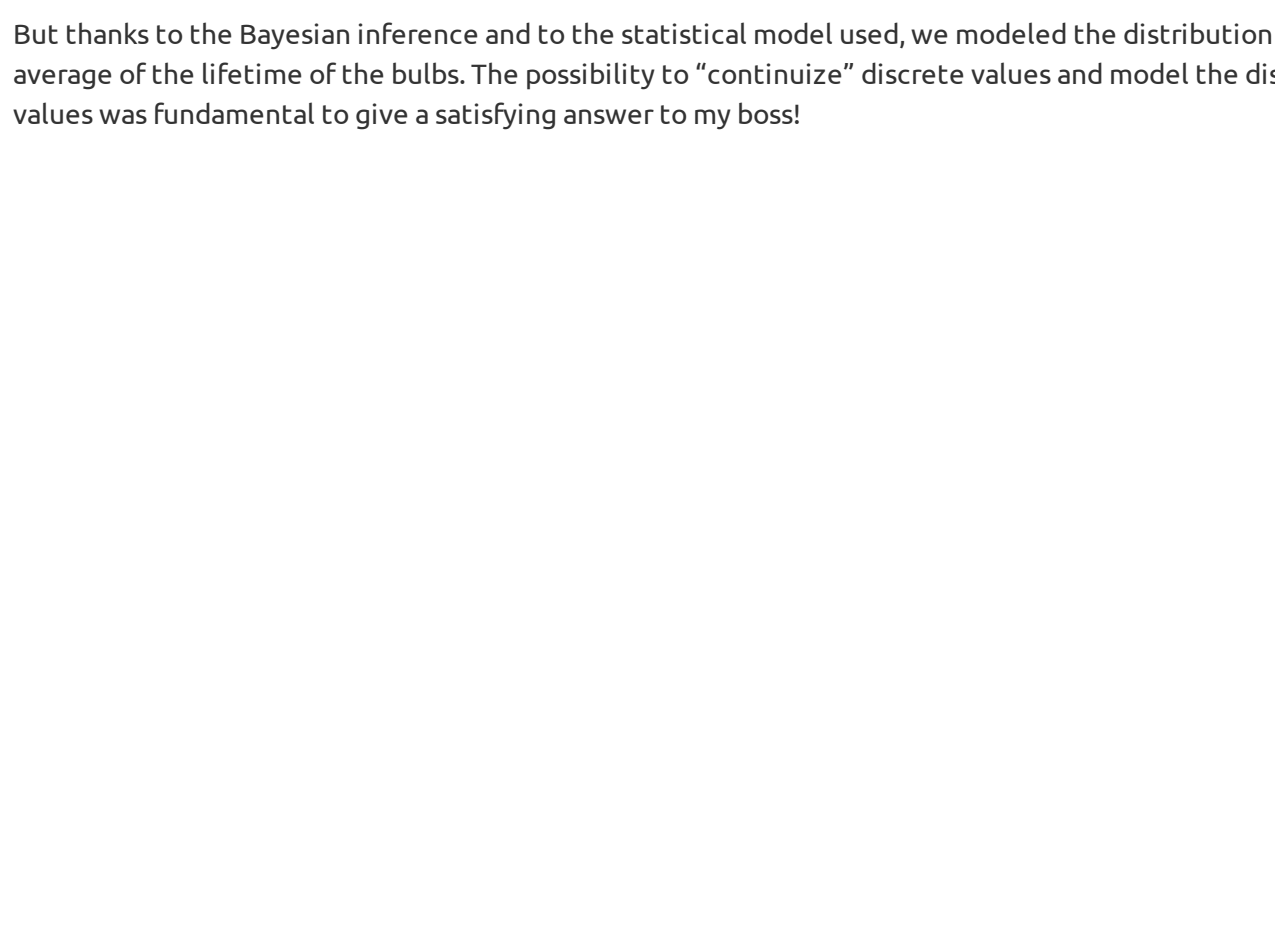 But thanks to the Bayesian inference and to the statistical model used, we modeled the distribution
average of the lifetime of the bulbs. The possibility to “continuize” discrete values and model the
values was fundamental to give a satisfying answer to my boss!